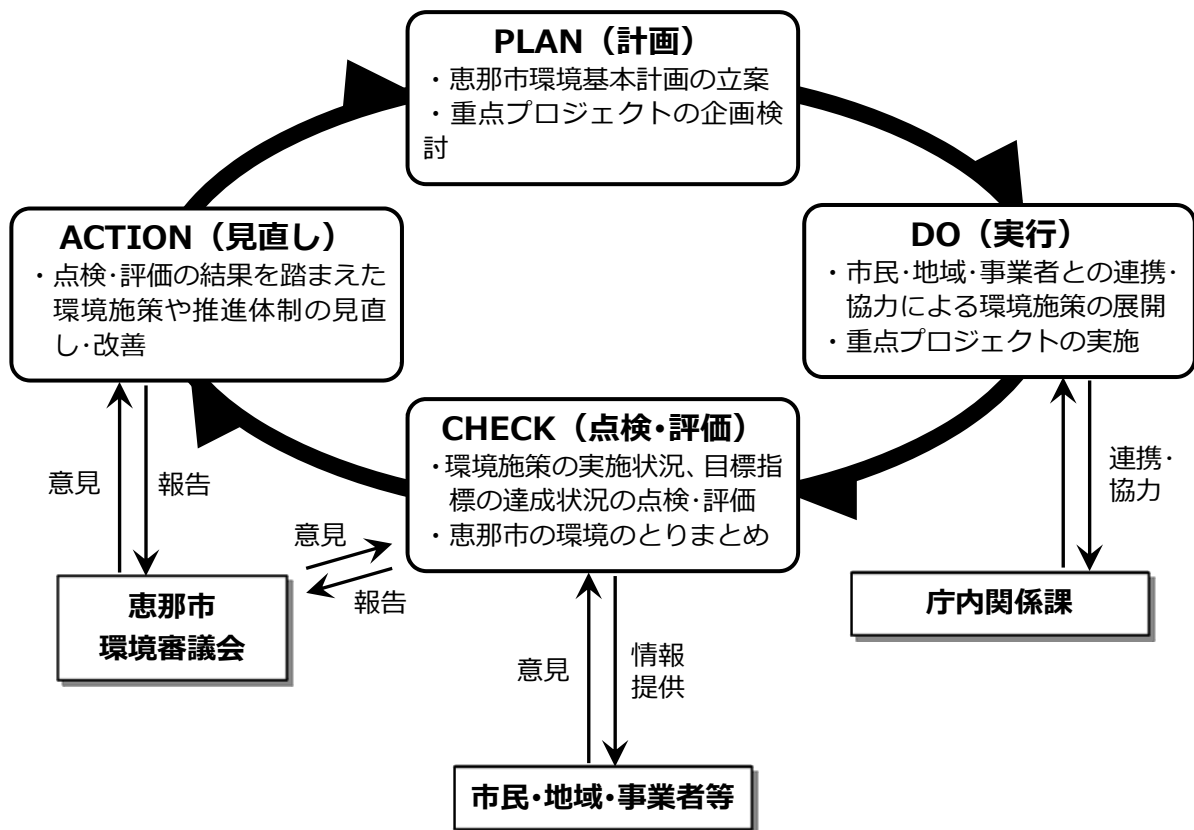 PLAN（計画）
・恵那市環境基本計画の立案
・重点プロジェクトの企画検
討
ACTION（見直し）
・点検・評価の結果を踏まえた
環境施策や推進体制の見直
し・改善
DO（実行）
・市民・地域・事業者との連携・
協力による環境施策の展開
・重点プロジェクトの実施
CHECK（点検・評価）
・環境施策の実施状況、目標指
標の達成状況の点検・評価
・恵那市の環境のとりまとめ
意見
報告
意見
報告
連携・
協力
恵那市
環境審議会
庁内関係課
意見
情報
提供
市民・地域・事業者等